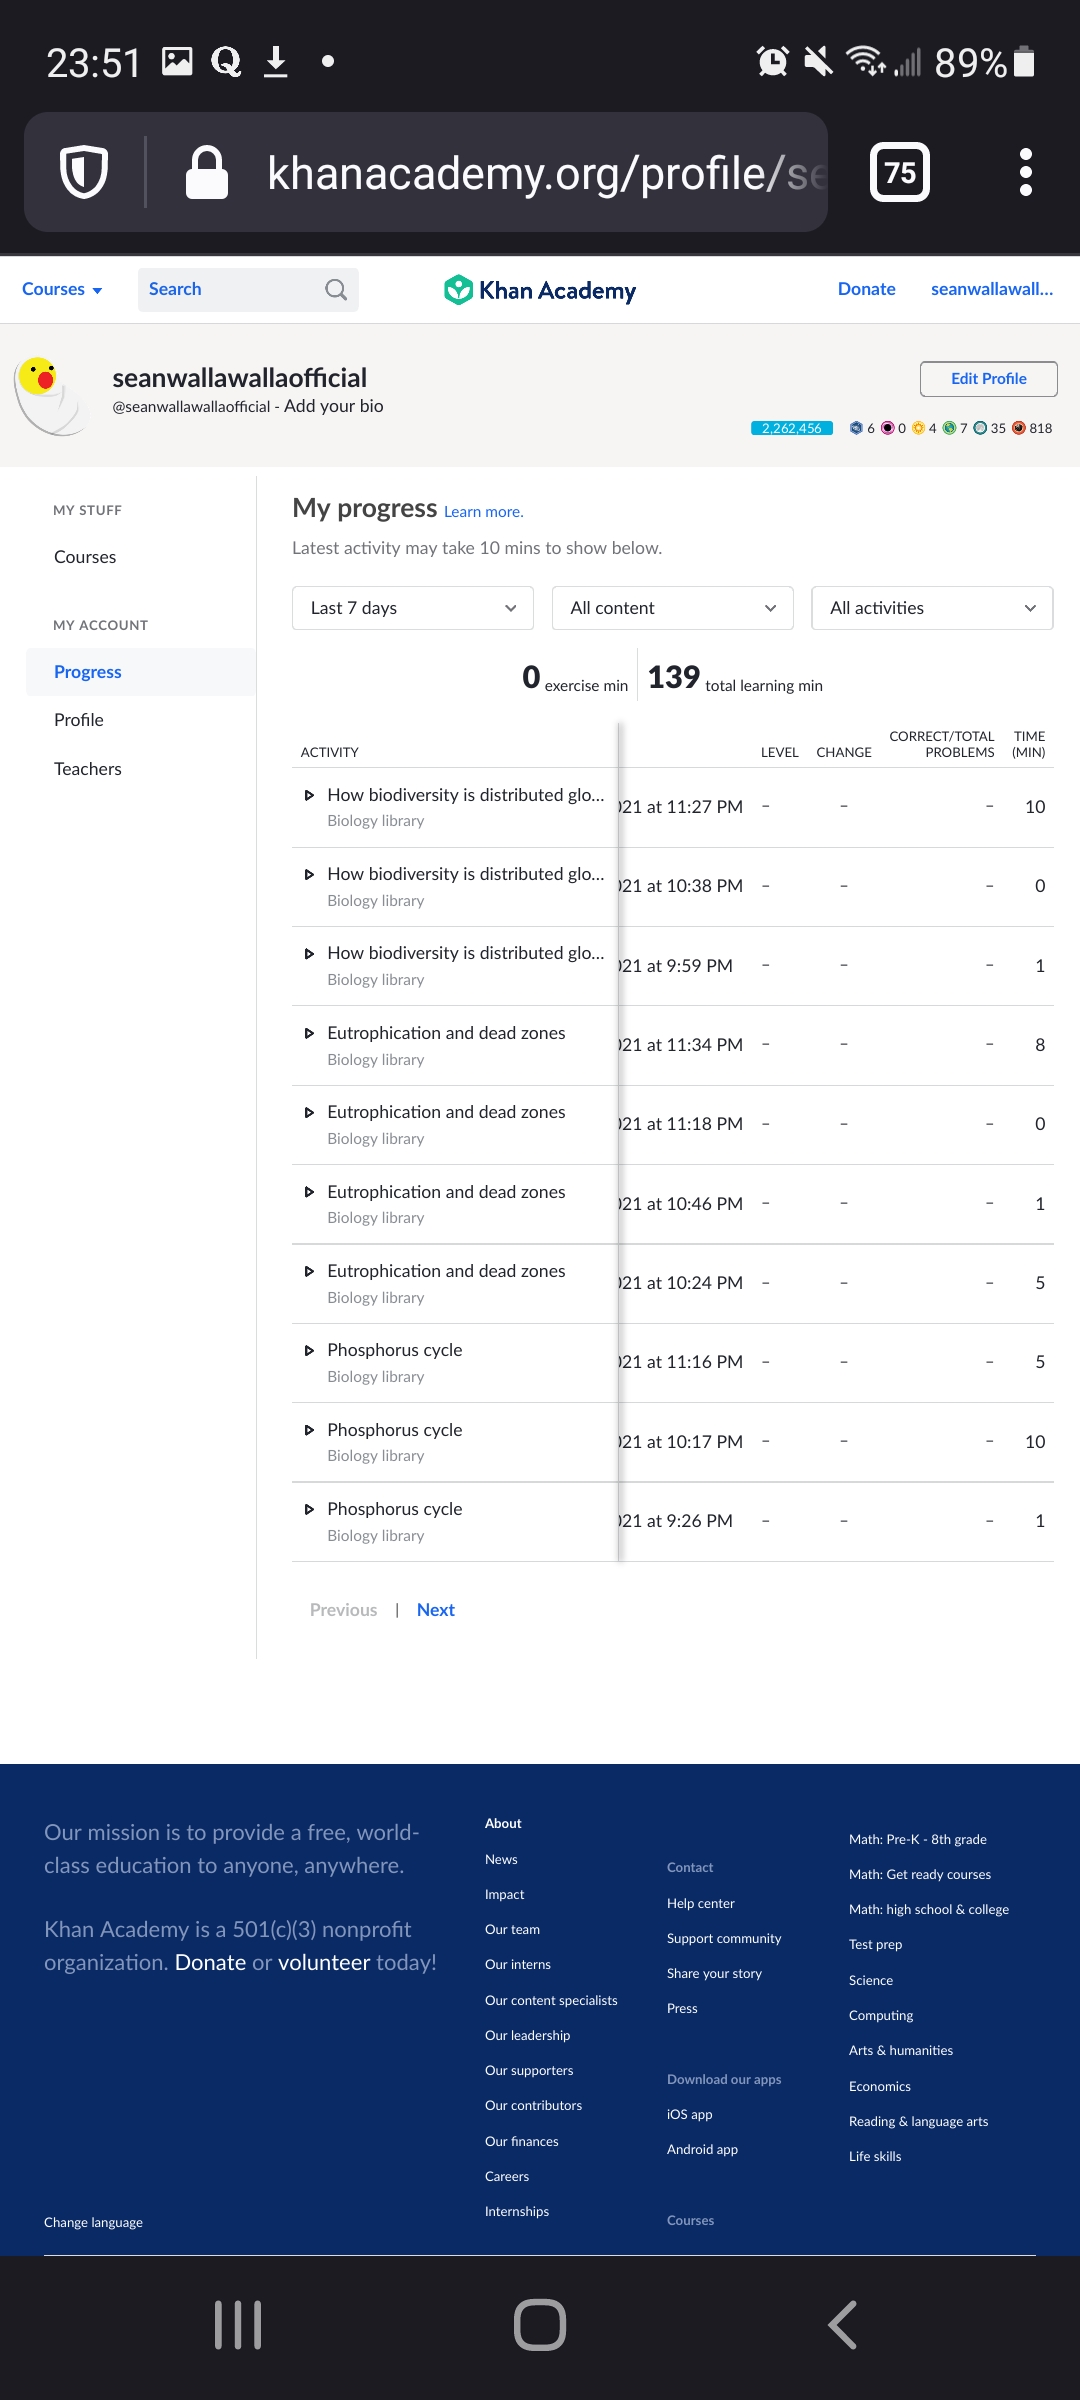 23:51 89%
khanacademy.org/profile/se
75
Courses Search Khan Academy Donate seanwallawall...
seanwallawallaofficial
@seanwallawallaofficial - Add your bio
Edit Profile
2,262,456 6 0 4 7 35 818
MY STUFF
Courses
MY ACCOUNT
Progress
Profile
Teachers
My progress Learn more.
Latest activity may take 10 mins to show below.
Last 7 days All content All activities
0 exercise min 139 total learning min
ACTIVITY LEVEL CHANGE CORRECT/TOTAL PROBLEMS TIME (MIN)
How biodiversity is distributed glo... 021 at 11:27 PM – – – 10
Biology library
How biodiversity is distributed glo... 021 at 10:38 PM – – – 0
Biology library
How biodiversity is distributed glo... 021 at 9:59 PM – – – 1
Biology library
Eutrophication and dead zones 021 at 11:34 PM – – – 8
Biology library
Eutrophication and dead zones 021 at 11:18 PM – – – 0
Biology library
Eutrophication and dead zones 021 at 10:46 PM – – – 1
Biology library
Eutrophication and dead zones 021 at 10:24 PM – – – 5
Biology library
Phosphorus cycle 021 at 11:16 PM – – – 5
Biology library
Phosphorus cycle 021 at 10:17 PM – – – 10
Biology library
Phosphorus cycle 021 at 9:26 PM – – – 1
Biology library
Previous | Next
Our mission is to provide a free, world-
class education to anyone, anywhere.
Khan Academy is a 501(c)(3) nonprofit
organization. Donate or volunteer today!
Change language
About
News
Impact
Our team
Our interns
Our content specialists
Our leadership
Our supporters
Our contributors
Our finances
Careers
Internships
Contact
Help center
Support community
Share your story
Press
Download our apps
iOS app
Android app
Courses
Math: Pre-K - 8th grade
Math: Get ready courses
Math: high school & college
Test prep
Science
Computing
Arts & humanities
Economics
Reading & language arts
Life skills